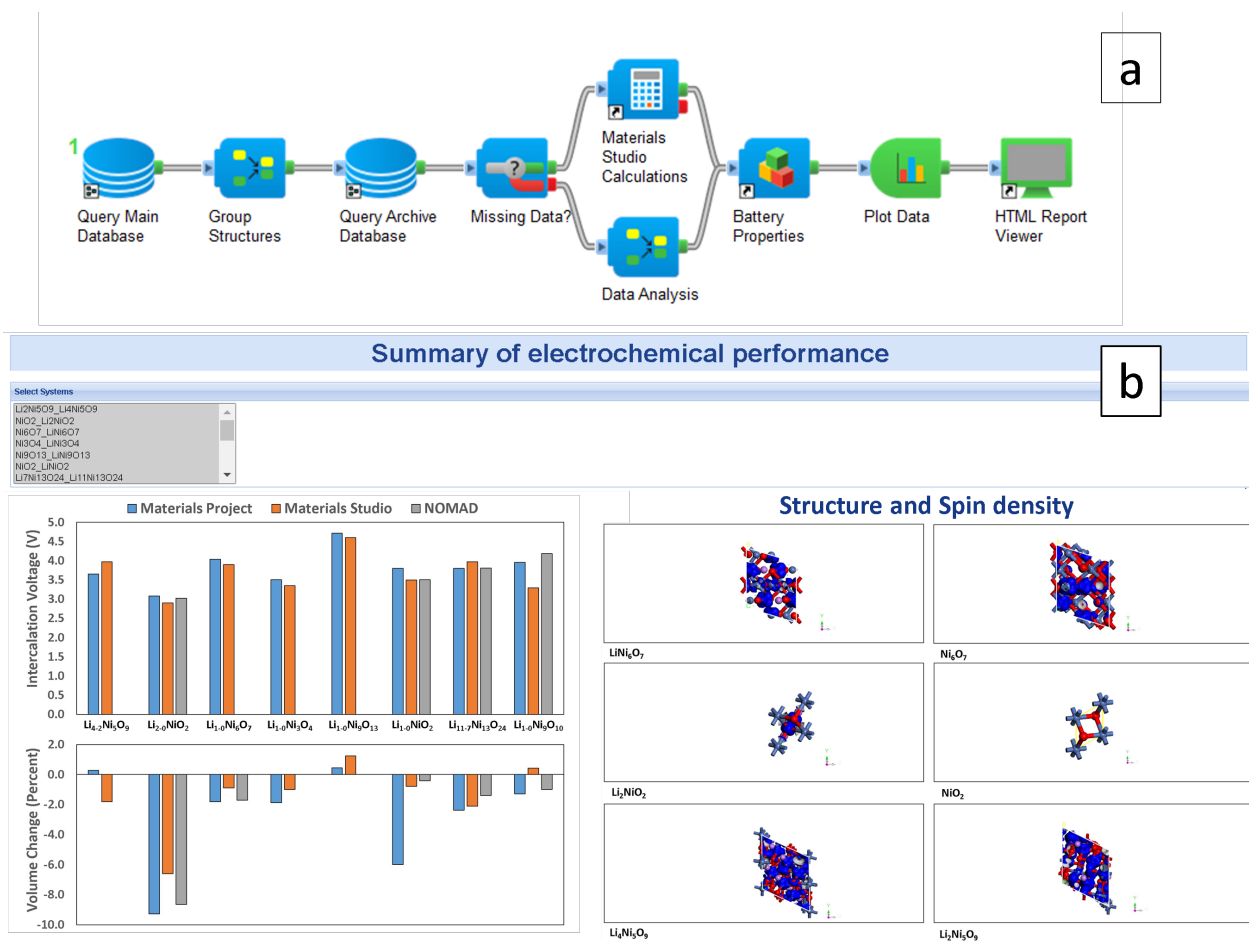 a
1
Query Main
Database
Group
Structures
Query Archive
Database
Missing Data?
?
Materials
Studio
Calculations
Data Analysis
Battery
Properties
Plot Data
HTML Report
Viewer
Summary of electrochemical performance
b
Select Systems
Li2Ni5O9_Li4Ni5O9
NiO2_Li2NiO2
Ni6O7_LiNi6O7
Ni3O4_LiNi3O4
Ni9O13_LiNi9O13
NiO2_LiNiO2
Li7Ni13O24_Li11Ni13O24
Materials Project Materials Studio NOMAD
Intercalation Voltage (V)
5.0
4.5
4.0
3.5
3.0
2.5
2.0
1.5
1.0
0.5
0.0
Li₄₋₂Ni₅O₉ Li₂₋₀NiO₂ Li₁₋₀Ni₆O₇ Li₁₋₀Ni₃O₄ Li₁₋₀Ni₉O₁₃ Li₁₋₀NiO₂ Li₁₁₋₇Ni₁₃O₂₄ Li₁₋₀Ni₉O₁₀
Volume Change (Percent)
2.0
0.0
-2.0
-4.0
-6.0
-8.0
-10.0
Structure and Spin density
LiNi₆O₇
Ni₆O₇
Li₂NiO₂
NiO₂
Li₄Ni₅O₉
Li₂Ni₅O₉